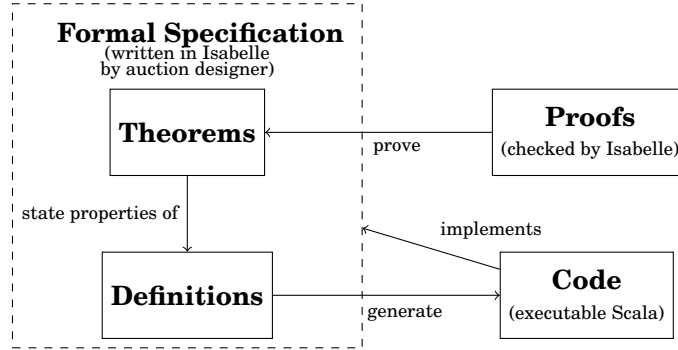 Formal Specification
(written in Isabelle
by auction designer)
Theorems
Proofs
(checked by Isabelle)
prove
state properties of
implements
Definitions
Code
(executable Scala)
generate